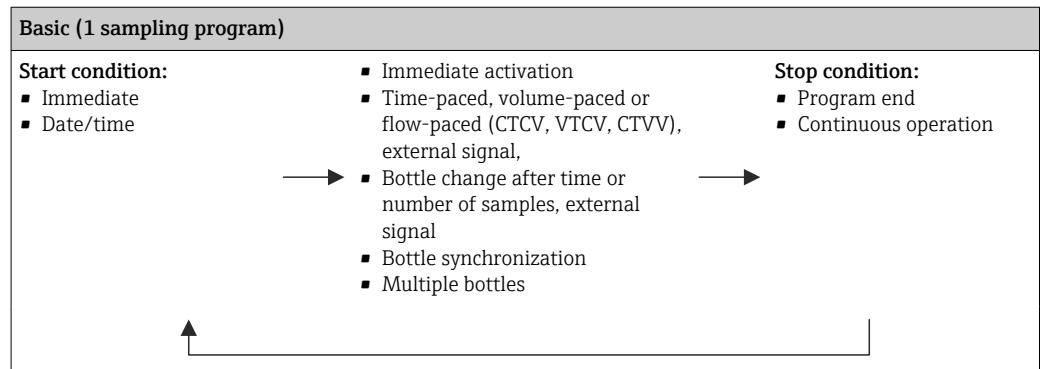 Basic (1 sampling program)
Start condition:
▪ Immediate
▪ Date/time
▪ Immediate activation
▪ Time-paced, volume-paced or
flow-paced (CTCV, VTCV, CTVV),
external signal,
▪ Bottle change after time or
number of samples, external
signal
▪ Bottle synchronization
▪ Multiple bottles
Stop condition:
▪ Program end
▪ Continuous operation